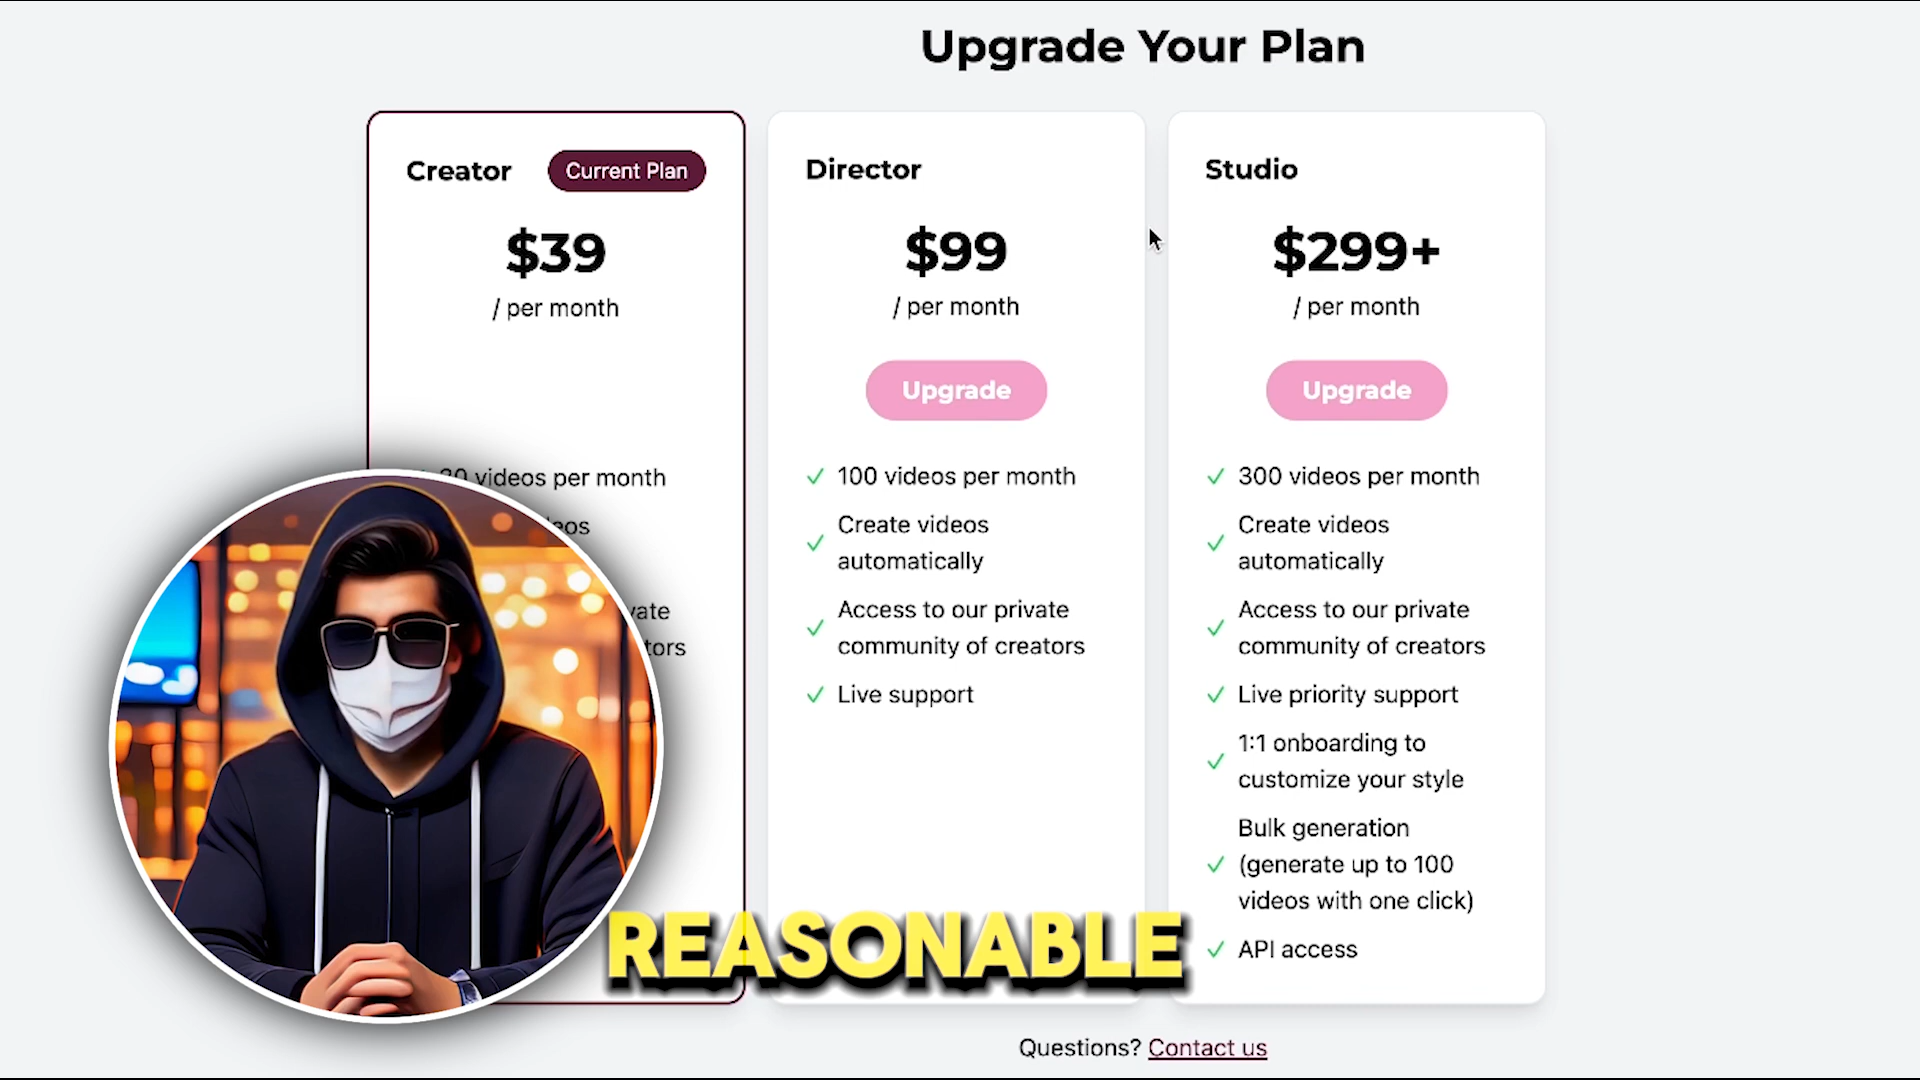 Upgrade Your Plan
Creator
Current Plan
$39
/ per month
videos per month
Director
$99
/ per month
Upgrade
100 videos per month
Create videos
automatically
Access to our private
community of creators
Live support
Studio
$299+
/ per month
Upgrade
300 videos per month
Create videos
automatically
Access to our private
community of creators
Live priority support
1:1 onboarding to
customize your style
Bulk generation
(generate up to 100
videos with one click)
API access
REASONABLE
Questions? Contact us